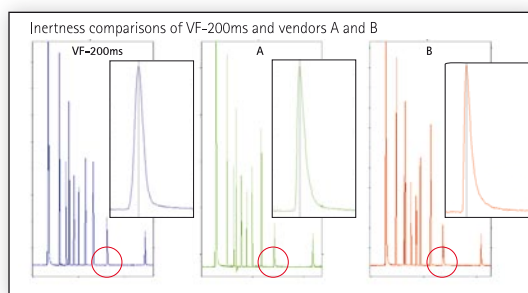 Inertness comparisons of VF-200ms and vendors A and B
VF-200ms
A
B